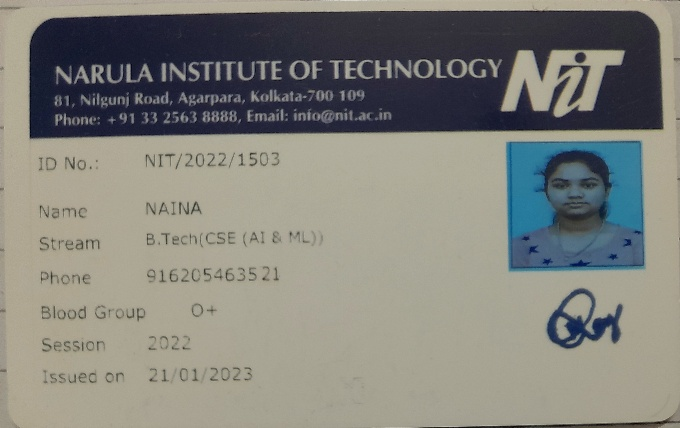 NARULA INSTITUTE OF TECHNOLOGY
81, Nilgunj Road, Agarpara, Kolkata-700 109
Phone: +91 33 2563 8888, Email: info@nit.ac.in
NiT
ID No.: NIT/2022/1503
Name NAINA
Stream B.Tech(CSE (AI & ML))
Phone 916205463521
Blood Group O+
Session 2022
Issued on 21/01/2023